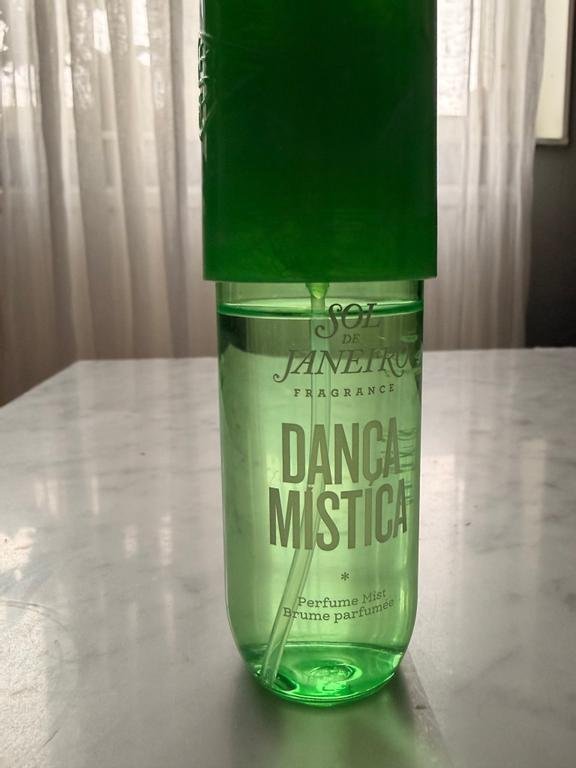 SOL
DE
JANEIRO
FRAGRANCE
DANÇA
MÍSTICA
*
Perfume Mist
Brume parfumée